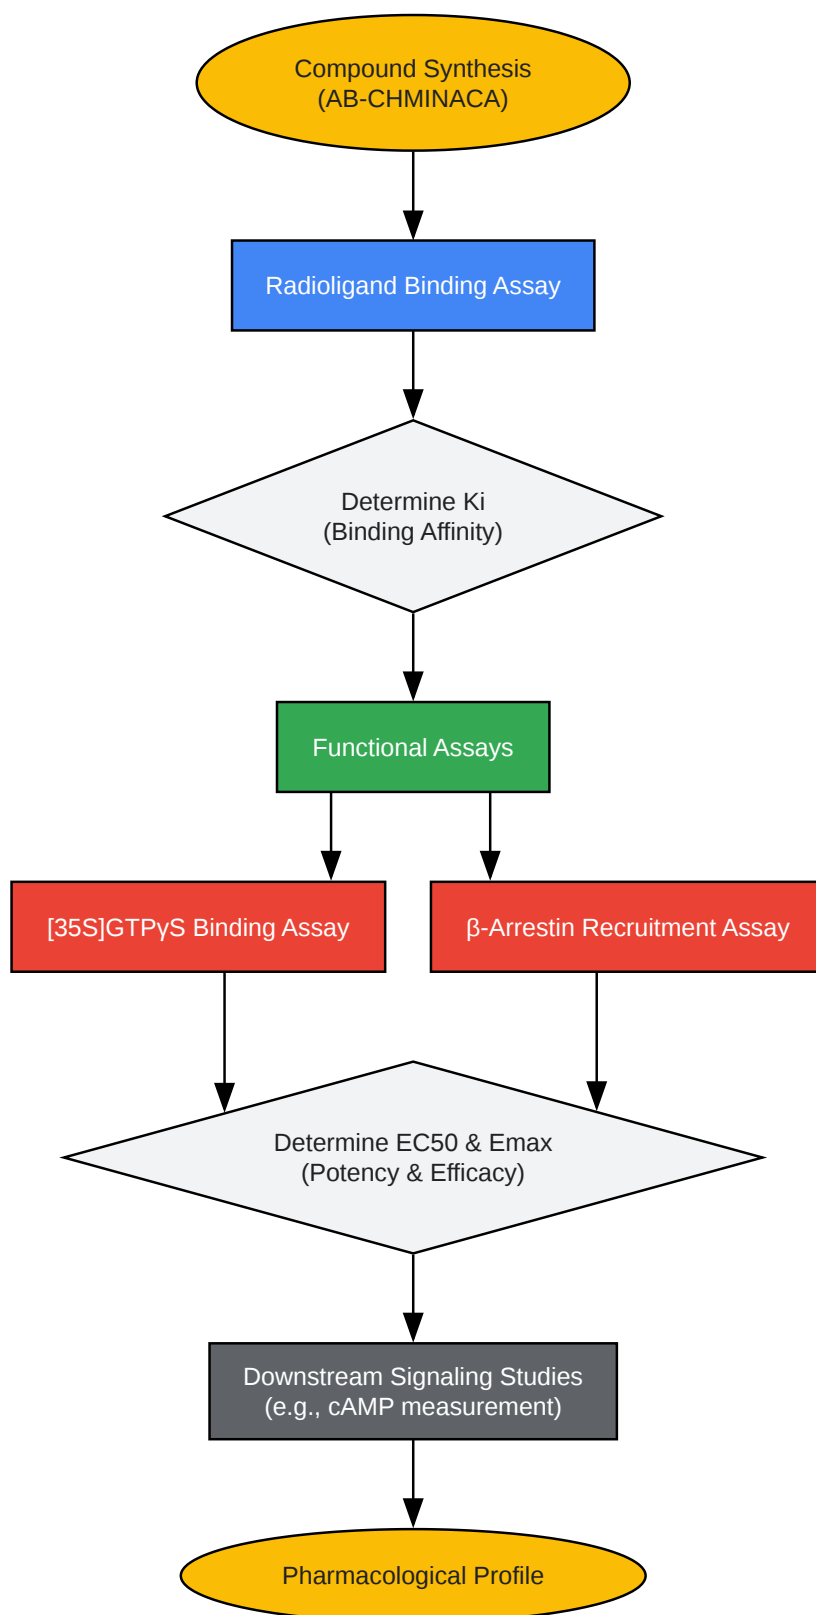 Compound Synthesis
(AB-CHMINACA)
Radioligand Binding Assay
Determine Ki
(Binding Affinity)
Functional Assays
[35S]GTPγS Binding Assay
β-Arrestin Recruitment Assay
Determine EC50 & Emax
(Potency & Efficacy)
Downstream Signaling Studies
(e.g., cAMP measurement)
Pharmacological Profile